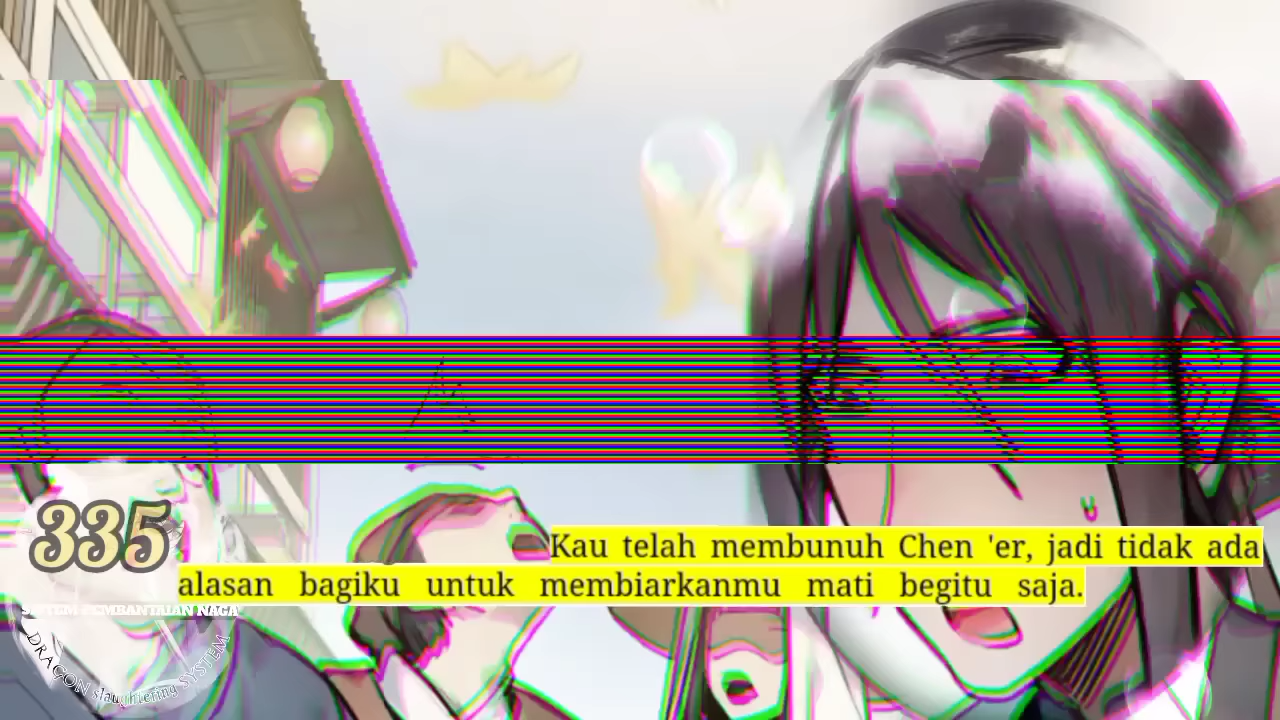 335
Kau telah membunuh Chen 'er, jadi tidak ada
alasan bagiku untuk membiarkanmu mati begitu saja.
SISTEM PEMBANTAIAN NAGA
DRAGON slaughtering SYSTEM